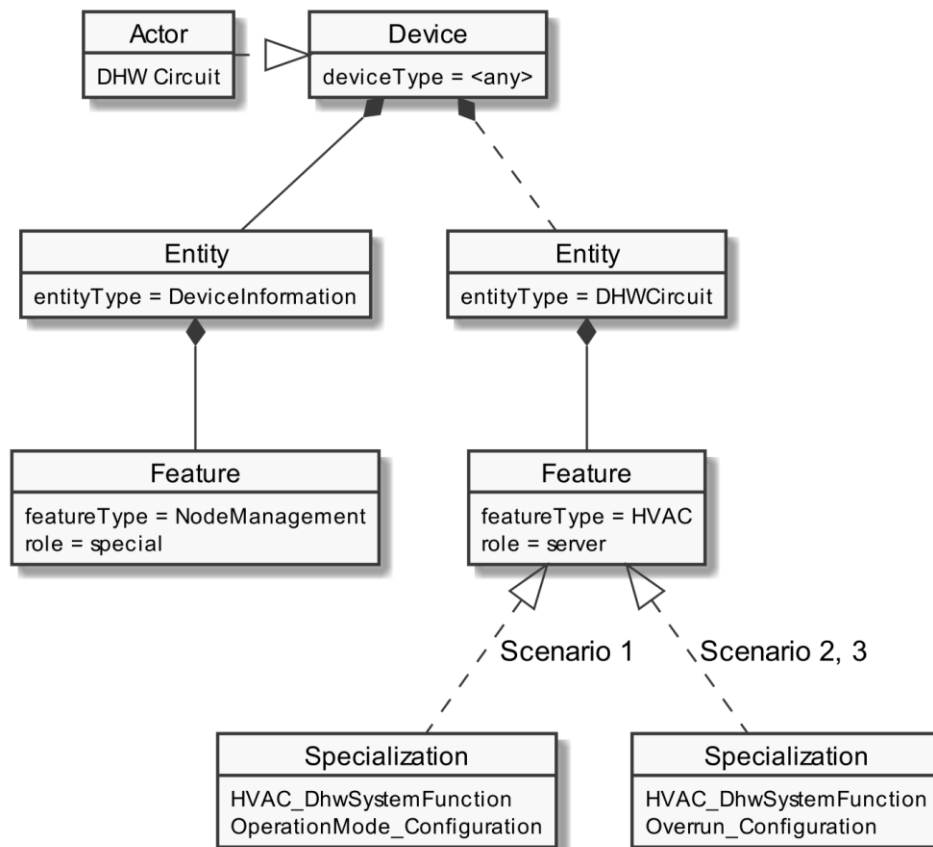 Actor
DHW Circuit
Device
deviceType = <any>
Entity
entityType = DeviceInformation
Entity
entityType = DHWCircuit
Feature
featureType = NodeManagement
role = special
Feature
featureType = HVAC
role = server
Scenario 1
Scenario 2, 3
Specialization
HVAC_DhwSystemFunction
OperationMode_Configuration
Specialization
HVAC_DhwSystemFunction
Overrun_Configuration